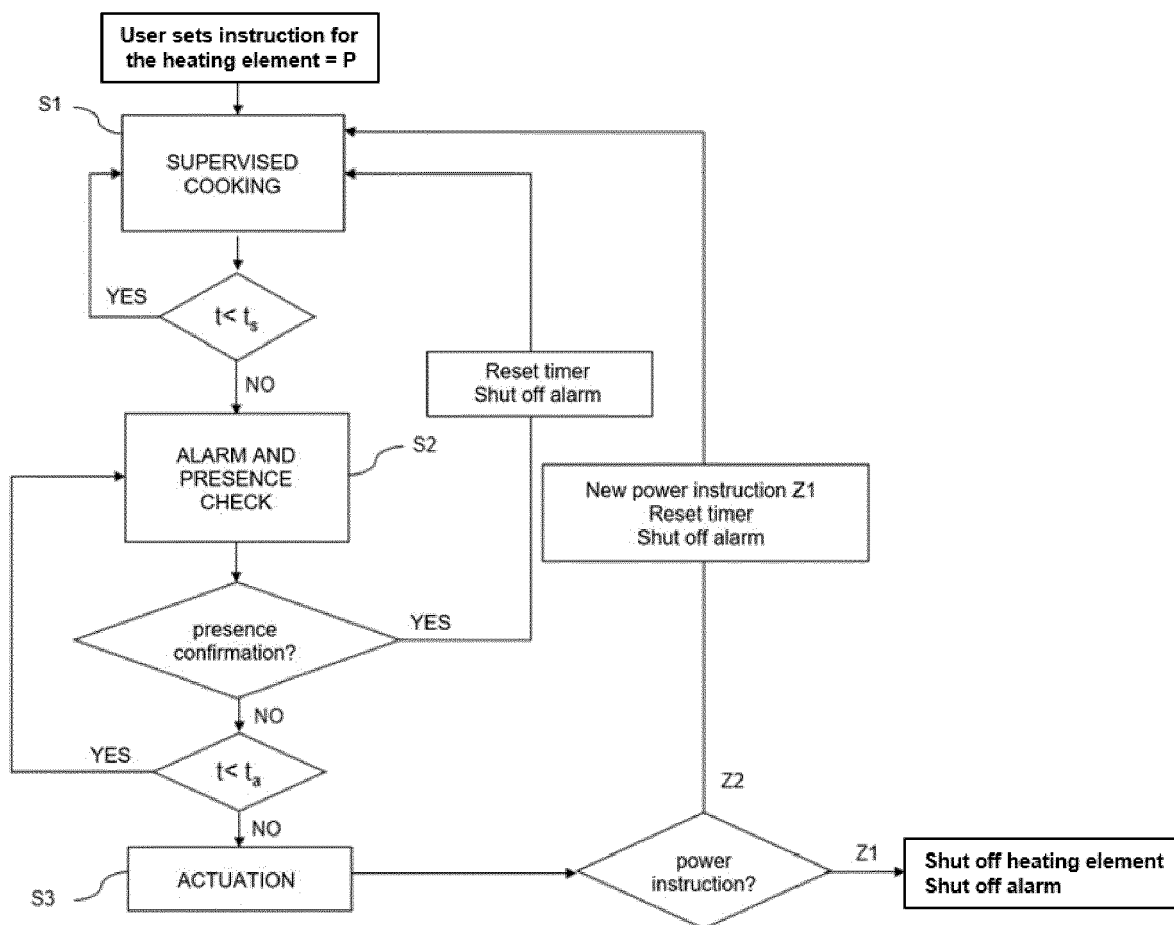 User sets instruction for
the heating element = P
S1
SUPERVISED
COOKING
YES
t< ts
NO
Reset timer
Shut off alarm
ALARM AND
PRESENCE
CHECK
S2
New power instruction Z1
Reset timer
Shut off alarm
presence
confirmation?
YES
NO
YES
t< ta
NO
Z2
S3
ACTUATION
power
instruction?
Z1
Shut off heating element
Shut off alarm